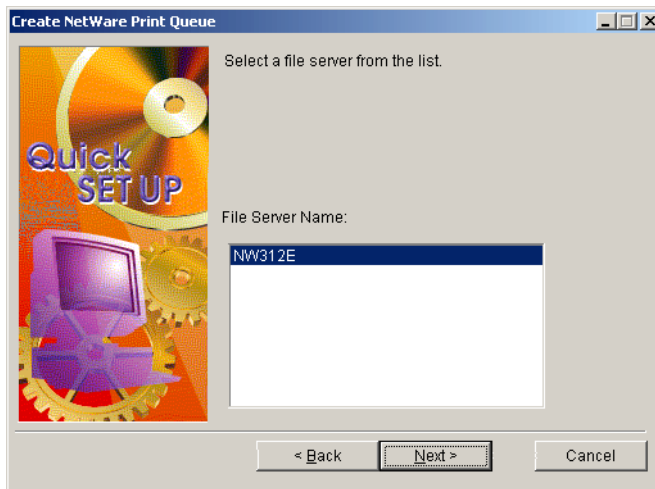 Create NetWare Print Queue
Select a file server from the list.
Quick
SET UP
File Server Name:
NW312E
< Back
Next >
Cancel